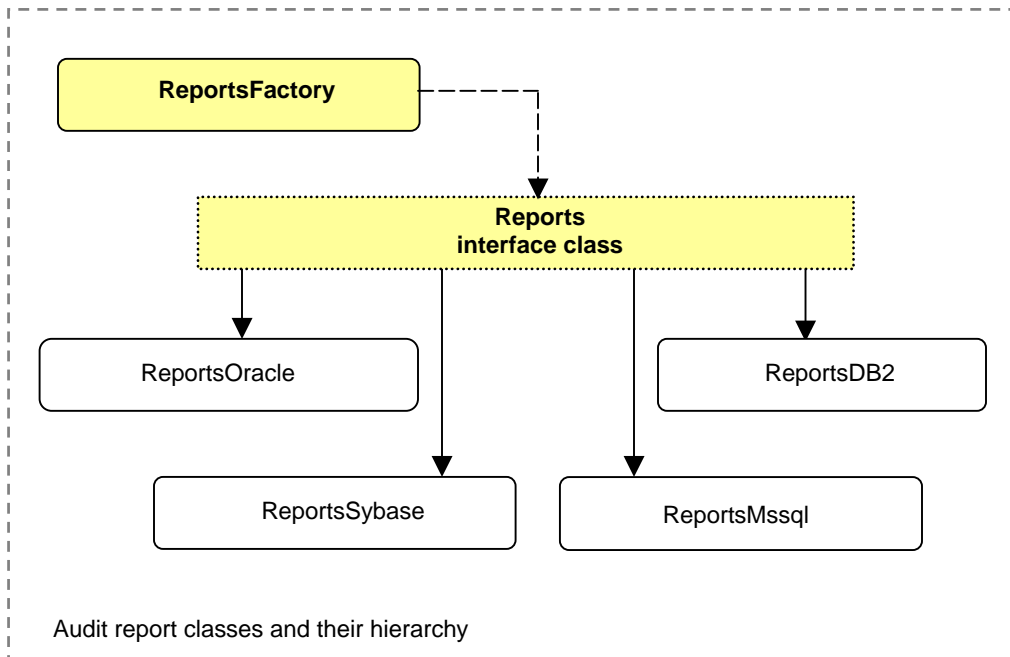 ReportsFactory
Reports
interface class
ReportsOracle
ReportsDB2
ReportsSybase
ReportsMssql
Audit report classes and their hierarchy